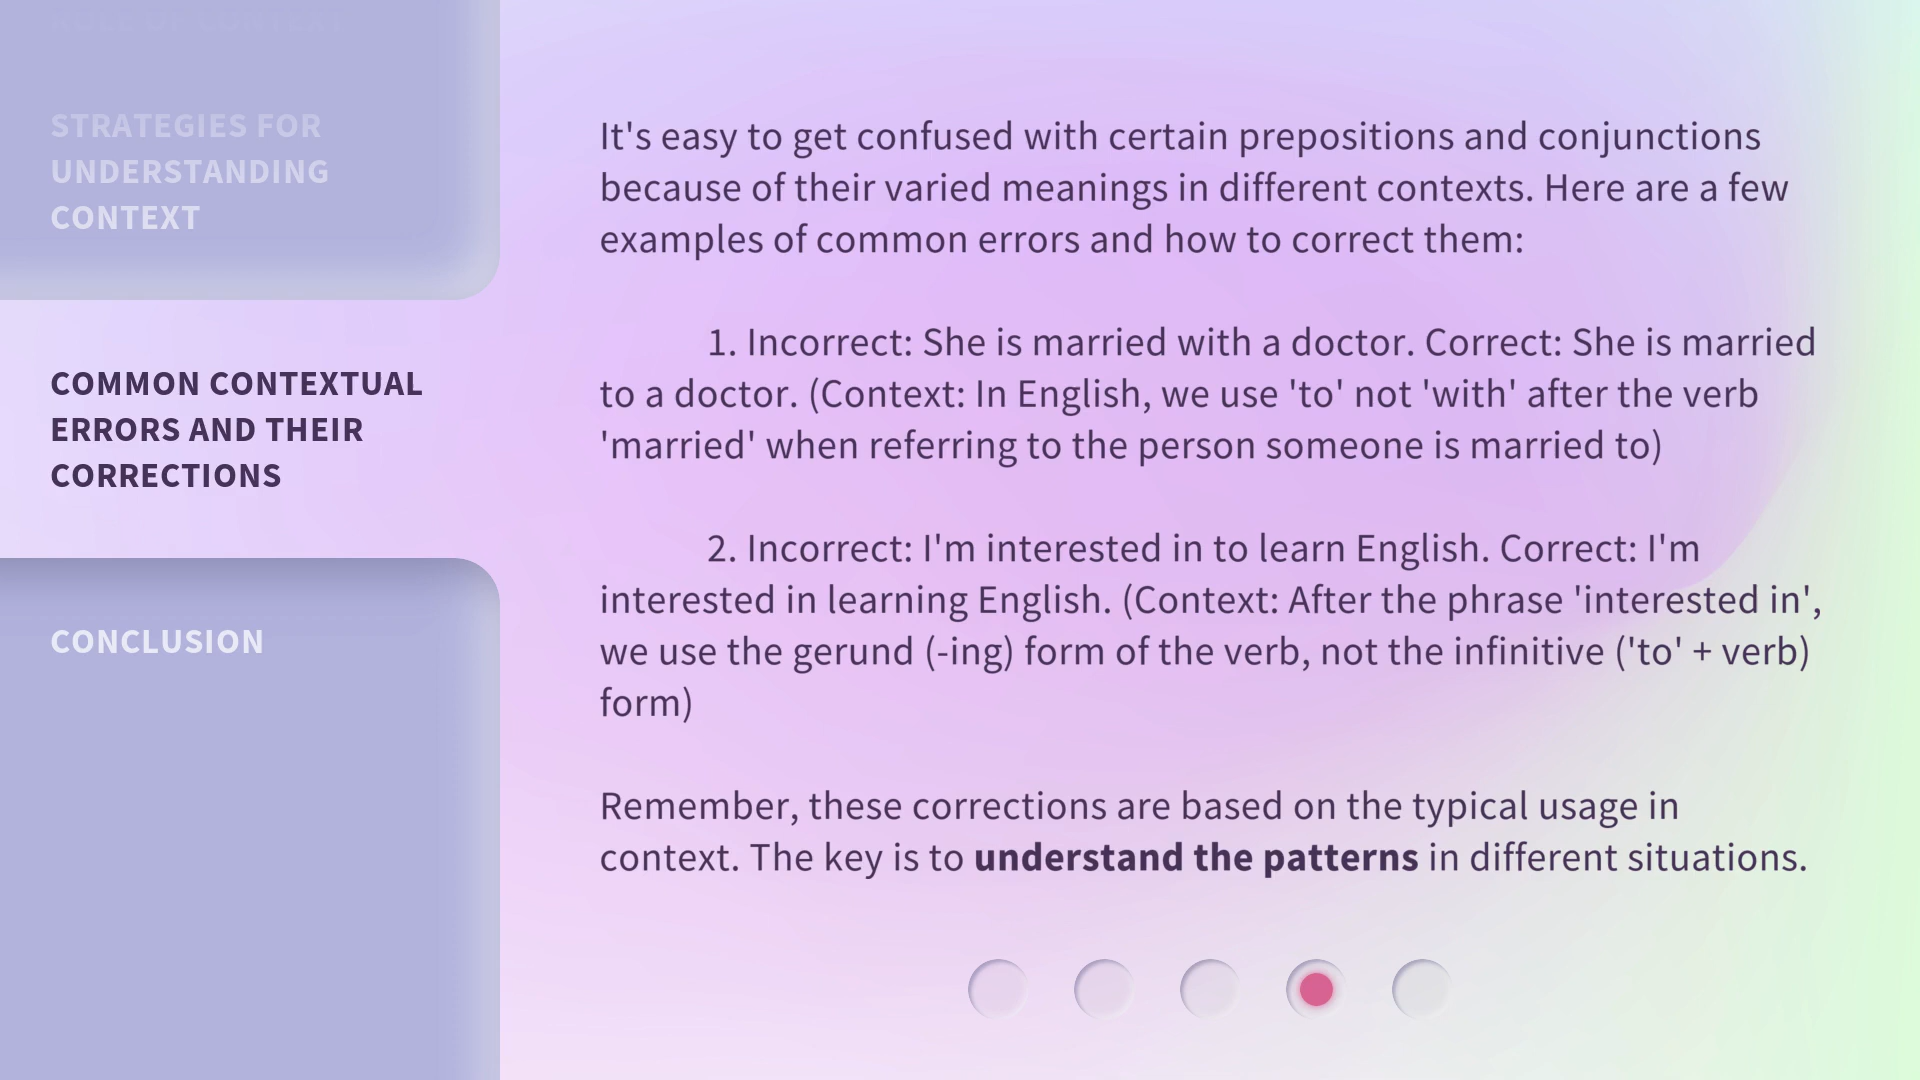 ROLE OF CONTEXT
STRATEGIES FOR
UNDERSTANDING
CONTEXT
COMMON CONTEXTUAL
ERRORS AND THEIR
CORRECTIONS
CONCLUSION
It's easy to get confused with certain prepositions and conjunctions
because of their varied meanings in different contexts. Here are a few
examples of common errors and how to correct them:
1. Incorrect: She is married with a doctor. Correct: She is married
to a doctor. (Context: In English, we use 'to' not 'with' after the verb
'married' when referring to the person someone is married to)
2. Incorrect: I'm interested in to learn English. Correct: I'm
interested in learning English. (Context: After the phrase 'interested in',
we use the gerund (-ing) form of the verb, not the infinitive ('to' + verb)
form)
Remember, these corrections are based on the typical usage in
context. The key is to understand the patterns in different situations.